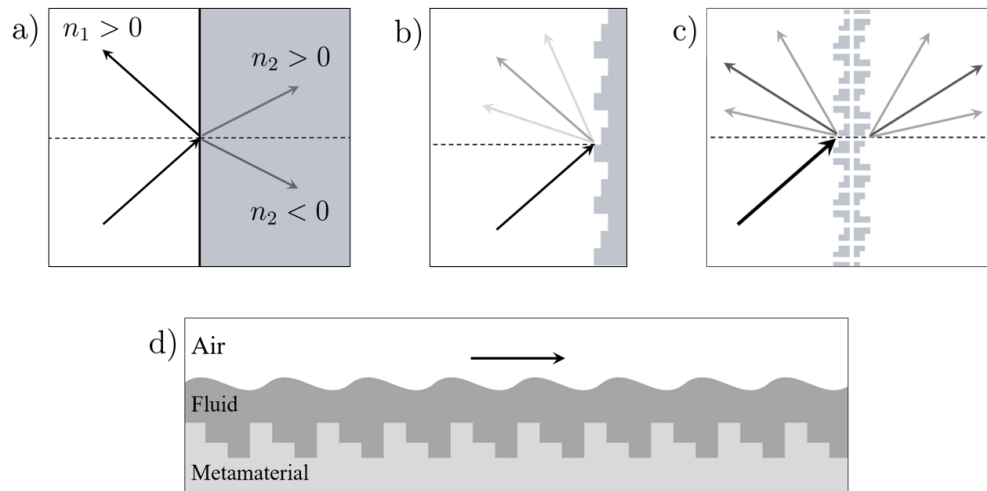 a)
n₁ > 0
n₂ > 0
n₂ < 0
b)
c)
d)
Air
Fluid
Metamaterial